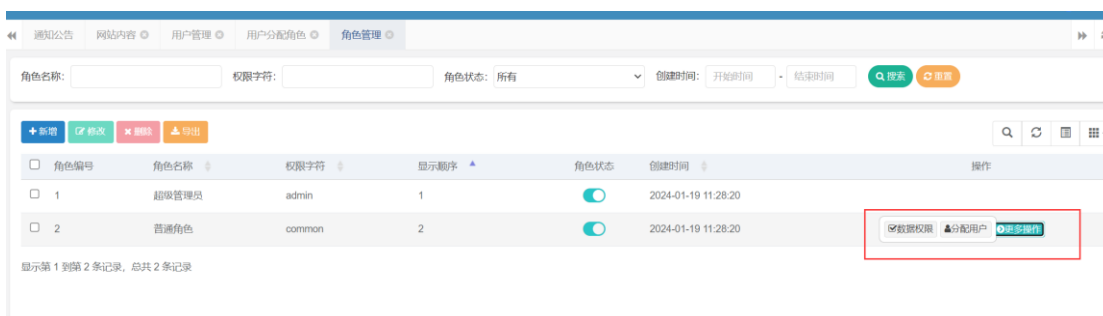 通知公告 网站内容 用户管理 用户分配角色 角色管理
角色名称: 权限字符: 角色状态: 所有 创建时间: 开始时间 - 结束时间 搜索 重置
新增 修改 删除 导出
角色编号 角色名称 权限字符 显示顺序 角色状态 创建时间 操作
1 超级管理员 admin 1 2024-01-19 11:28:20
2 普通角色 common 2 2024-01-19 11:28:20 数据权限 分配用户 更多操作
显示第 1 到第 2 条记录，总共 2 条记录